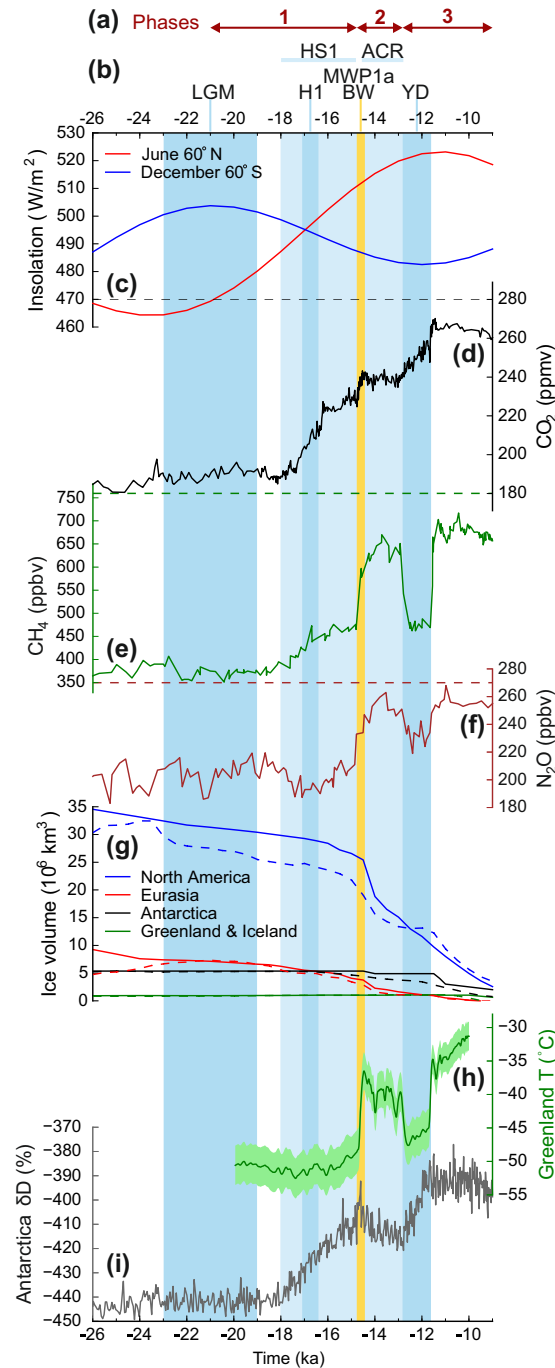 (a) Phases 1 2 3
HS1 ACR
(b) MWP1a
LGM H1 BW YD
-26 -24 -22 -20 -18 -16 -14 -12 -10
530
520
510
500
490
480
470
460
Insolation (W/m²)
June 60°N
December 60°S
(c)
280
260
240
220
200
180
CO₂ (ppmv)
(d)
750
700
650
600
550
500
450
400
350
CH₄ (ppbv)
(e)
280
260
240
220
200
180
N₂O (ppbv)
(f)
35
30
25
20
15
10
5
0
Ice volume (10⁶ km³)
(g)
North America
Eurasia
Antarctica
Greenland & Iceland
−30
−35
−40
−45
−50
−55
Greenland T (°C)
(h)
−370
−380
−390
−400
−410
−420
−430
−440
−450
Antarctica δD (%)
(i)
-26 -24 -22 -20 -18 -16 -14 -12 -10
Time (ka)